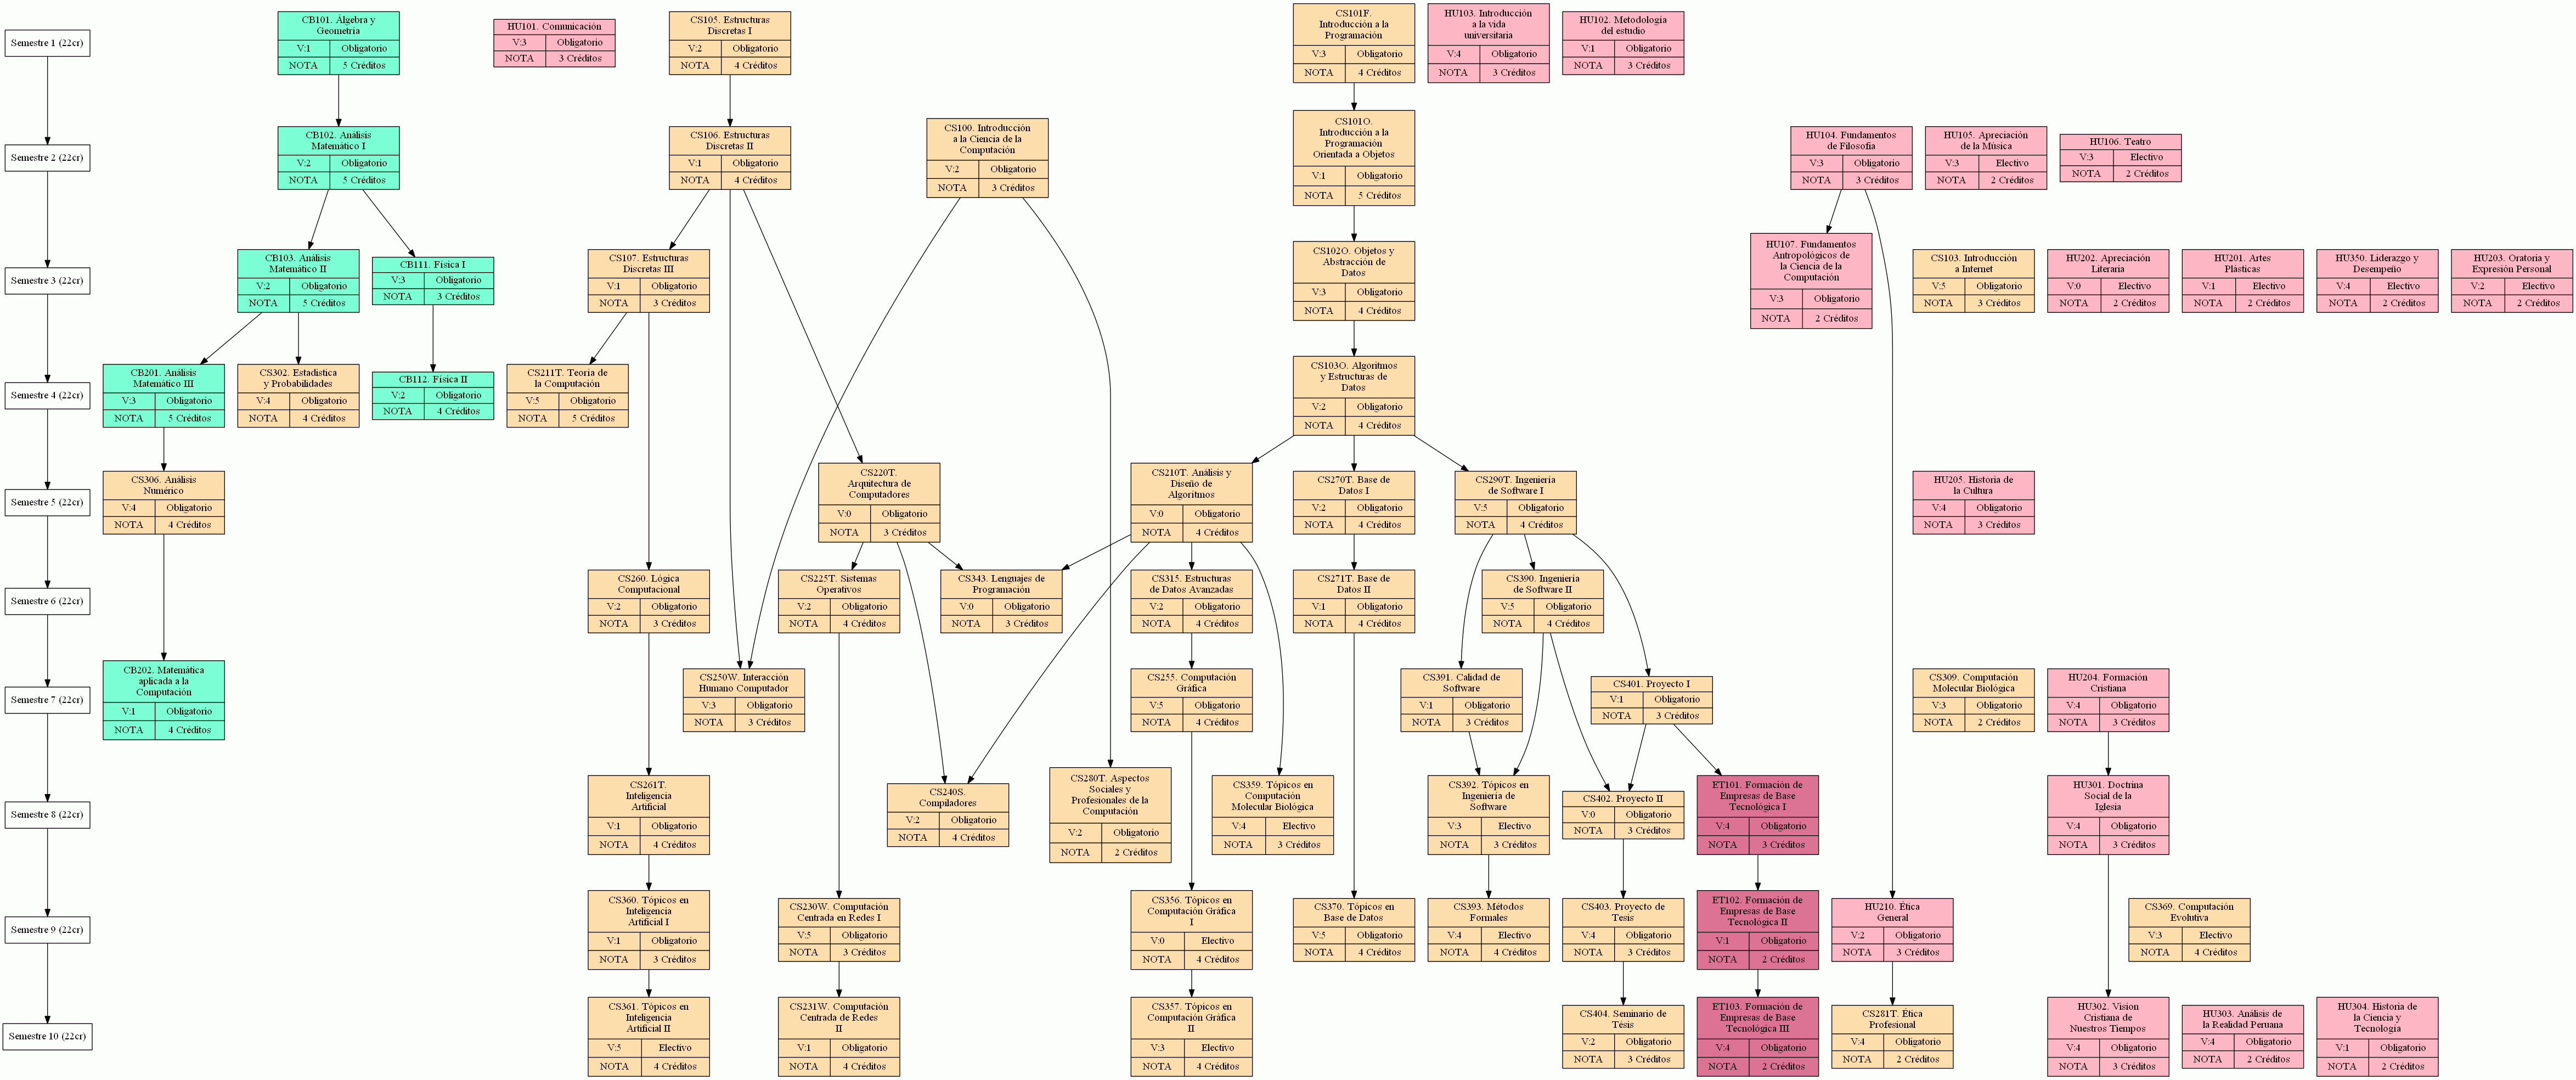 Semestre 1 (22cr)
CB101. Álgebra y
Geometría
V:1 Obligatorio
NOTA 5 Créditos
HU101. Comunicación
V:3 Obligatorio
NOTA 3 Créditos
CS105. Estructuras
Discretas I
V:2 Obligatorio
NOTA 4 Créditos
CS101F.
Introducción a la
Programación
V:3 Obligatorio
NOTA 4 Créditos
HU103. Introducción
a la vida
universitaria
V:4 Obligatorio
NOTA 3 Créditos
HU102. Metodología
del estudio
V:1 Obligatorio
NOTA 3 Créditos
Semestre 2 (22cr)
CB102. Análisis
Matemático I
V:2 Obligatorio
NOTA 5 Créditos
CS106. Estructuras
Discretas II
V:1 Obligatorio
NOTA 4 Créditos
CS100. Introducción
a la Ciencia de la
Computación
V:2 Obligatorio
NOTA 3 Créditos
CS101O.
Introducción a la
Programación
Orientada a Objetos
V:1 Obligatorio
NOTA 5 Créditos
HU104. Fundamentos
de Filosofía
V:3 Obligatorio
NOTA 3 Créditos
HU105. Apreciación
de la Música
V:3 Electivo
NOTA 2 Créditos
HU106. Teatro
V:3 Electivo
NOTA 2 Créditos
Semestre 3 (22cr)
CB103. Análisis
Matemático II
V:2 Obligatorio
NOTA 5 Créditos
CB111. Física I
V:3 Obligatorio
NOTA 3 Créditos
CS107. Estructuras
Discretas III
V:1 Obligatorio
NOTA 3 Créditos
CS102O. Objetos y
Abstracción de
Datos
V:3 Obligatorio
NOTA 4 Créditos
HU107. Fundamentos
Antropológicos de
la Ciencia de la
Computación
V:3 Obligatorio
NOTA 2 Créditos
CS103. Introducción
a Internet
V:5 Obligatorio
NOTA 3 Créditos
HU202. Apreciación
Literaria
V:0 Electivo
NOTA 2 Créditos
HU201. Artes
Plásticas
V:1 Electivo
NOTA 2 Créditos
HU350. Liderazgo y
Desempeño
V:4 Electivo
NOTA 2 Créditos
HU203. Oratoria y
Expresión Personal
V:2 Electivo
NOTA 2 Créditos
Semestre 4 (22cr)
CB201. Análisis
Matemático III
V:3 Obligatorio
NOTA 5 Créditos
CS302. Estadística
y Probabilidades
V:4 Obligatorio
NOTA 4 Créditos
CB112. Física II
V:2 Obligatorio
NOTA 4 Créditos
CS211T. Teoría de
la Computación
V:5 Obligatorio
NOTA 5 Créditos
CS103O. Algoritmos
y Estructuras de
Datos
V:2 Obligatorio
NOTA 4 Créditos
Semestre 5 (22cr)
CS306. Análisis
Numérico
V:4 Obligatorio
NOTA 4 Créditos
CS220T.
Arquitectura de
Computadores
V:0 Obligatorio
NOTA 3 Créditos
CS210T. Análisis y
Diseño de
Algoritmos
V:0 Obligatorio
NOTA 4 Créditos
CS270T. Base de
Datos I
V:2 Obligatorio
NOTA 4 Créditos
CS290T. Ingeniería
de Software I
V:5 Obligatorio
NOTA 4 Créditos
HU205. Historia de
la Cultura
V:4 Obligatorio
NOTA 3 Créditos
Semestre 6 (22cr)
CS260. Lógica
Computacional
V:2 Obligatorio
NOTA 3 Créditos
CS225T. Sistemas
Operativos
V:2 Obligatorio
NOTA 4 Créditos
CS343. Lenguajes de
Programación
V:0 Obligatorio
NOTA 3 Créditos
CS315. Estructuras
de Datos Avanzadas
V:2 Obligatorio
NOTA 4 Créditos
CS271T. Base de
Datos II
V:1 Obligatorio
NOTA 4 Créditos
CS390. Ingeniería
de Software II
V:5 Obligatorio
NOTA 4 Créditos
Semestre 7 (22cr)
CB202. Matemática
aplicada a la
Computación
V:1 Obligatorio
NOTA 4 Créditos
CS250W. Interacción
Humano Computador
V:3 Obligatorio
NOTA 3 Créditos
CS255. Computación
Gráfica
V:5 Obligatorio
NOTA 4 Créditos
CS391. Calidad de
Software
V:1 Obligatorio
NOTA 3 Créditos
CS401. Proyecto I
V:1 Obligatorio
NOTA 3 Créditos
CS309. Computación
Molecular Biológica
V:3 Obligatorio
NOTA 2 Créditos
HU204. Formación
Cristiana
V:4 Obligatorio
NOTA 3 Créditos
Semestre 8 (22cr)
CS261T.
Inteligencia
Artificial
V:1 Obligatorio
NOTA 4 Créditos
CS240S.
Compiladores
V:2 Obligatorio
NOTA 4 Créditos
CS280T. Aspectos
Sociales y
Profesionales de la
Computación
V:2 Obligatorio
NOTA 2 Créditos
CS359. Tópicos en
Computación
Molecular Biológica
V:4 Electivo
NOTA 3 Créditos
CS392. Tópicos en
Ingeniería de
Software
V:3 Electivo
NOTA 3 Créditos
CS402. Proyecto II
V:0 Obligatorio
NOTA 3 Créditos
ET101. Formación de
Empresas de Base
Tecnológica I
V:4 Obligatorio
NOTA 3 Créditos
HU301. Doctrina
Social de la
Iglesia
V:4 Obligatorio
NOTA 3 Créditos
Semestre 9 (22cr)
CS360. Tópicos en
Inteligencia
Artificial I
V:1 Obligatorio
NOTA 3 Créditos
CS230W. Computación
Centrada en Redes I
V:5 Obligatorio
NOTA 3 Créditos
CS356. Tópicos en
Computación Gráfica
I
V:0 Electivo
NOTA 4 Créditos
CS370. Tópicos en
Base de Datos
V:5 Obligatorio
NOTA 4 Créditos
CS393. Métodos
Formales
V:4 Electivo
NOTA 4 Créditos
CS403. Proyecto de
Tesis
V:4 Obligatorio
NOTA 3 Créditos
ET102. Formación de
Empresas de Base
Tecnológica II
V:1 Obligatorio
NOTA 2 Créditos
HU210. Ética
General
V:2 Obligatorio
NOTA 3 Créditos
CS369. Computación
Evolutiva
V:3 Electivo
NOTA 4 Créditos
Semestre 10 (22cr)
CS361. Tópicos en
Inteligencia
Artificial II
V:5 Electivo
NOTA 4 Créditos
CS231W. Computación
Centrada de Redes
II
V:1 Obligatorio
NOTA 4 Créditos
CS357. Tópicos en
Computación Gráfica
II
V:3 Electivo
NOTA 4 Créditos
CS404. Seminario de
Tésis
V:2 Obligatorio
NOTA 3 Créditos
ET103. Formación de
Empresas de Base
Tecnológica III
V:4 Obligatorio
NOTA 2 Créditos
CS281T. Ética
Profesional
V:4 Obligatorio
NOTA 2 Créditos
HU302. Vision
Cristiana de
Nuestros Tiempos
V:4 Obligatorio
NOTA 3 Créditos
HU303. Análisis de
la Realidad Peruana
V:4 Obligatorio
NOTA 2 Créditos
HU304. Historia de
la Ciencia y
Tecnología
V:1 Obligatorio
NOTA 2 Créditos